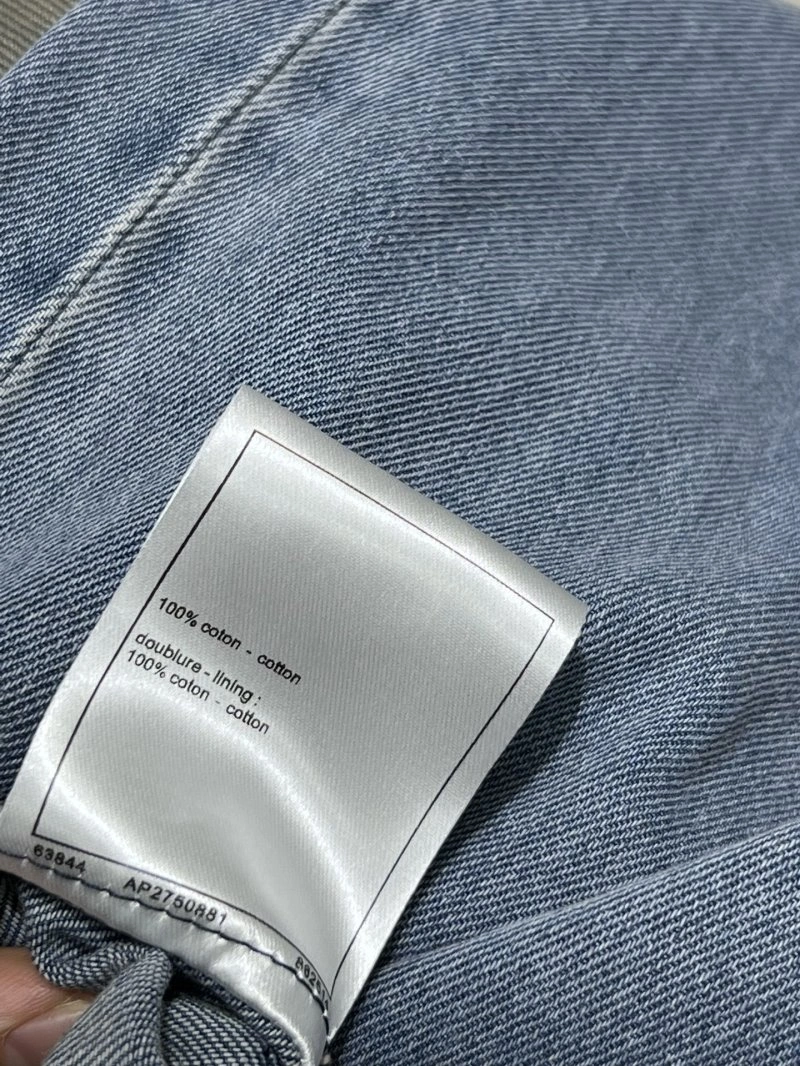 100% coton - cotton
doublure - lining :
100% coton - cotton
63844 AP2750881